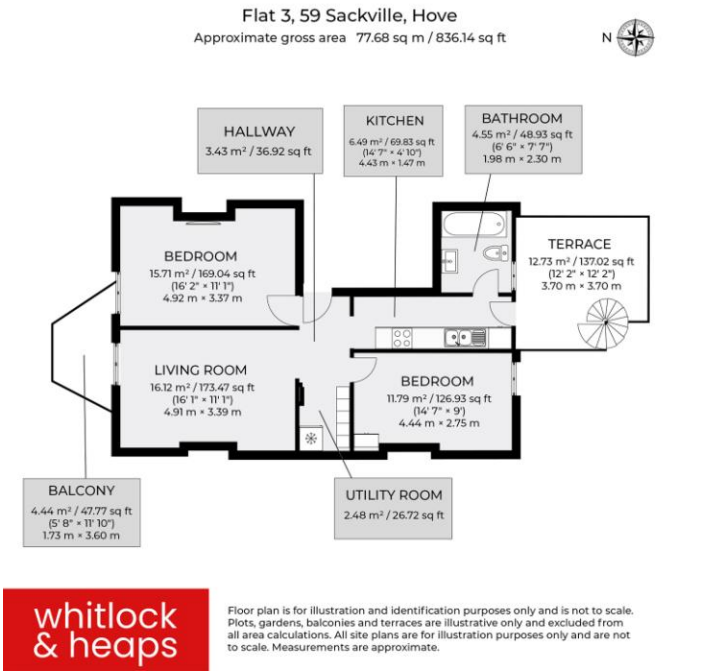 Flat 3, 59 Sackville, Hove
Approximate gross area 77.68 sq m / 836.14 sq ft
N
HALLWAY
3.43 m² / 36.92 sq ft
KITCHEN
6.49 m² / 69.83 sq ft
(14' 7" × 4' 10")
4.43 m × 1.47 m
BATHROOM
4.55 m² / 48.93 sq ft
(6' 6" × 7' 7")
1.98 m × 2.30 m
BEDROOM
15.71 m² / 169.04 sq ft
(16' 2" × 11' 1")
4.92 m × 3.37 m
TERRACE
12.73 m² / 137.02 sq ft
(12' 2" × 12' 2")
3.70 m × 3.70 m
LIVING ROOM
16.12 m² / 173.47 sq ft
(16' 1" × 11' 1")
4.91 m × 3.39 m
BEDROOM
11.79 m² / 126.93 sq ft
(14' 7" × 9')
4.44 m × 2.75 m
BALCONY
4.44 m² / 47.77 sq ft
(5' 8" × 11' 10")
1.73 m × 3.60 m
UTILITY ROOM
2.48 m² / 26.72 sq ft
whitlock
& heaps
Floor plan is for illustration and identification purposes only and is not to scale.
Plots, gardens, balconies and terraces are illustrative only and excluded from
all area calculations. All site plans are for illustration purposes only and are not
to scale. Measurements are approximate.